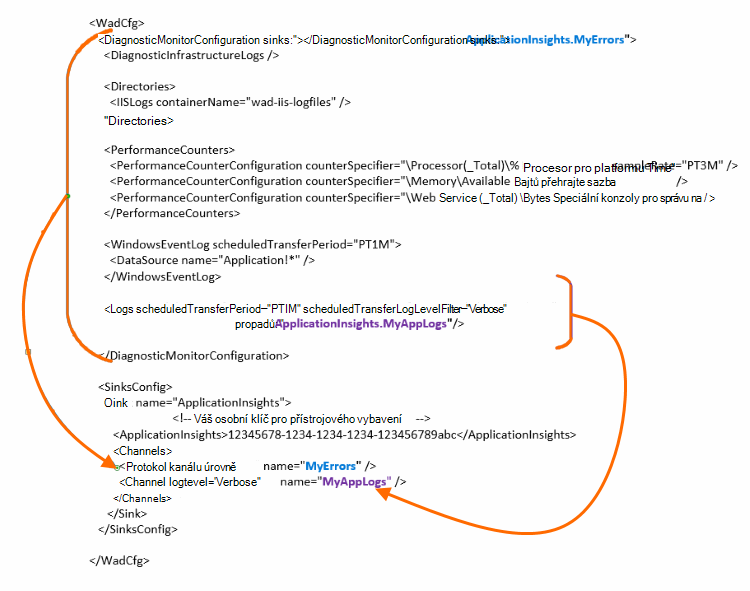 <WadCfg>
<DiagnosticMonitorConfiguration sinks:"></DiagnosticMonitorConfiguration sinks:"> ApplicationInsights.MyErrors">
<DiagnosticInfrastructureLogs />
<Directories>
<IISLogs containerName="wad-iis-logfiles" />
"Directories>
<PerformanceCounters>
<PerformanceCounterConfiguration counterSpecifier="\Processor(_Total)\% Procesor pro platformu Time" sampleRate="PT3M" />
<PerformanceCounterConfiguration counterSpecifier="\Memory\Available Bajtů přehrajte sazba />
<PerformanceCounterConfiguration counterSpecifier="\Web Service (_Total) \Bytes Speciální konzoly pro správu na / >
</PerformanceCounters>
<WindowsEventLog scheduledTransferPeriod="PT1M">
<DataSource name="Application!*" />
</WindowsEventLog>
<Logs scheduledTransferPeriod="PTIM" scheduledTransferLogLevelFilter="Verbose"
propadů"ApplicationInsights.MyAppLogs"/>
</DiagnosticMonitorConfiguration>
<SinksConfig>
Oink name="ApplicationInsights">
<!-- Váš osobní klíč pro přístrojového vybavení -->
<ApplicationInsights>12345678-1234-1234-1234-123456789abc</ApplicationInsights>
<Channels>
<Protokol kanálu úrovně name="MyErrors" />
<Channel logtevel="Verbose" name="MyAppLogs" />
</Channels>
</Sink>
</SinksConfig>
</WadCfg>